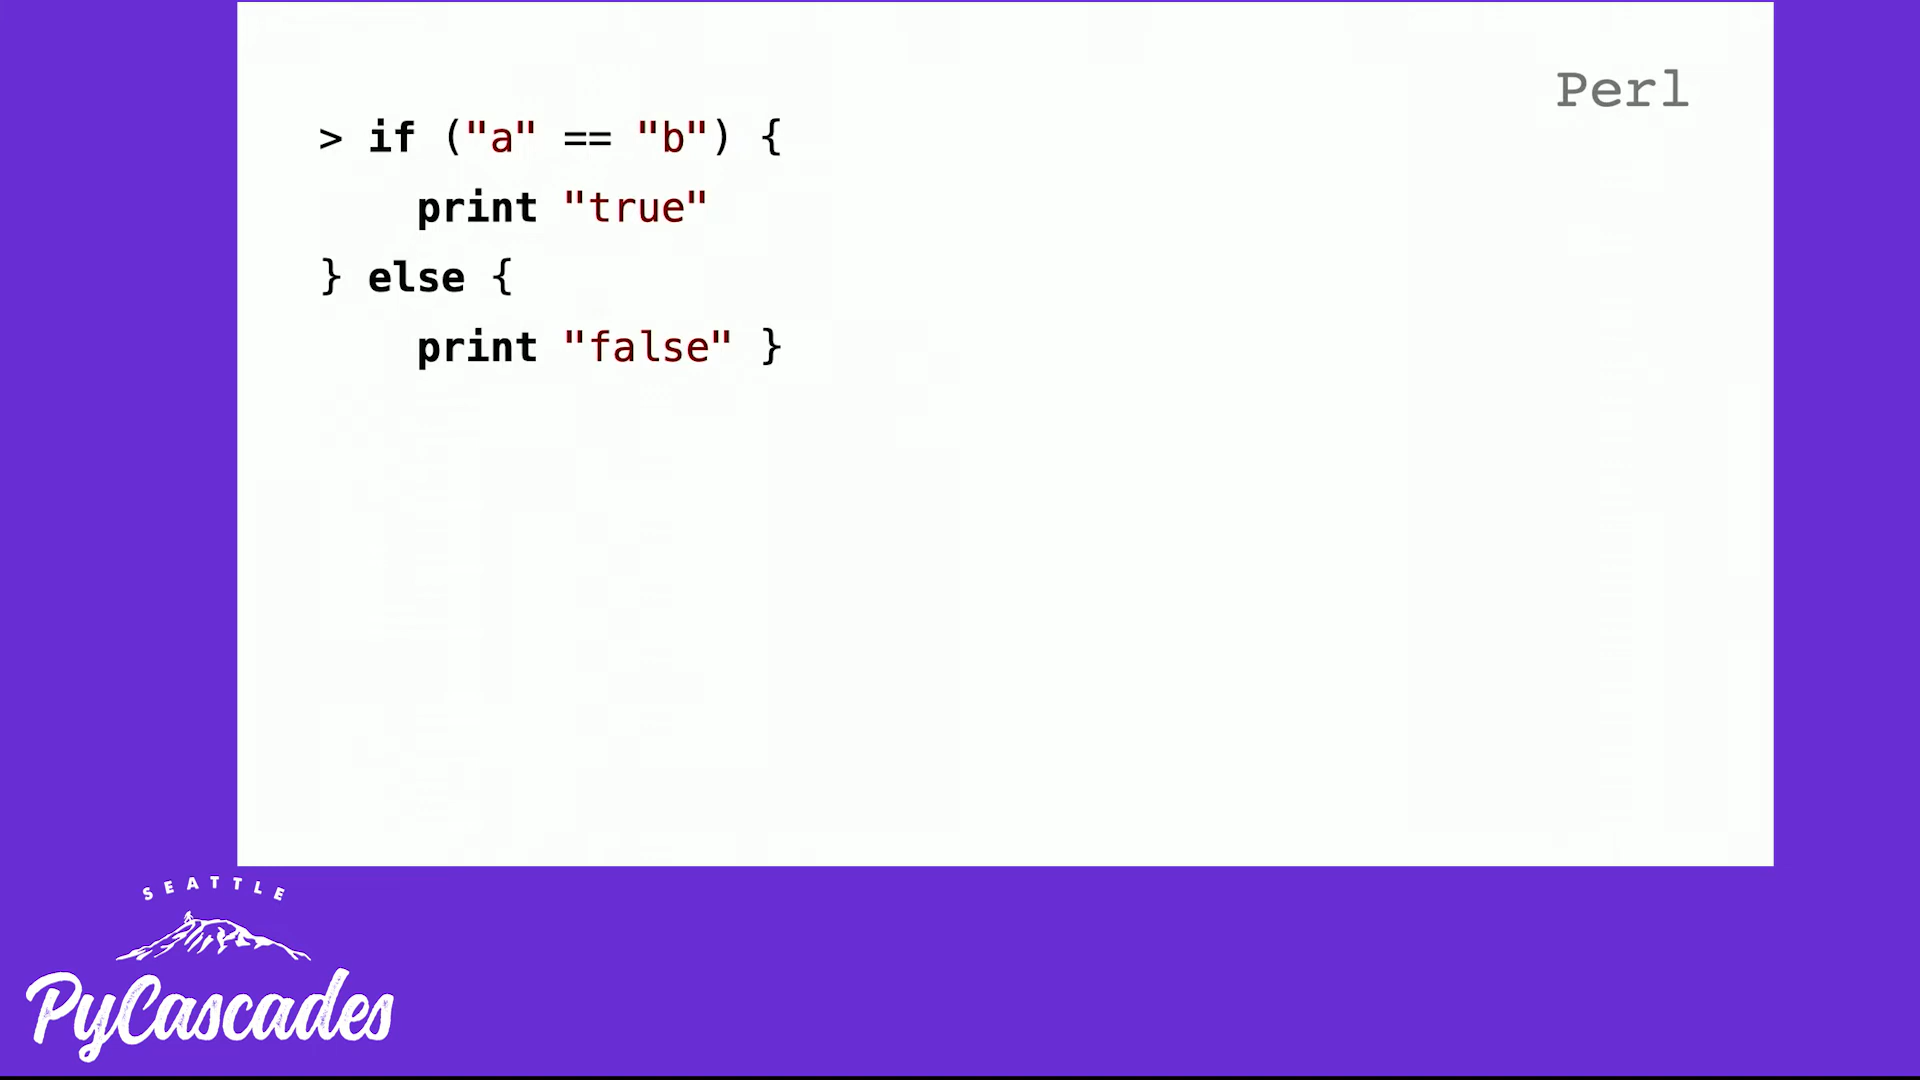 Perl
> if ("a" == "b") {
    print "true"
} else {
    print "false" }
SEATTLE
PyCascades